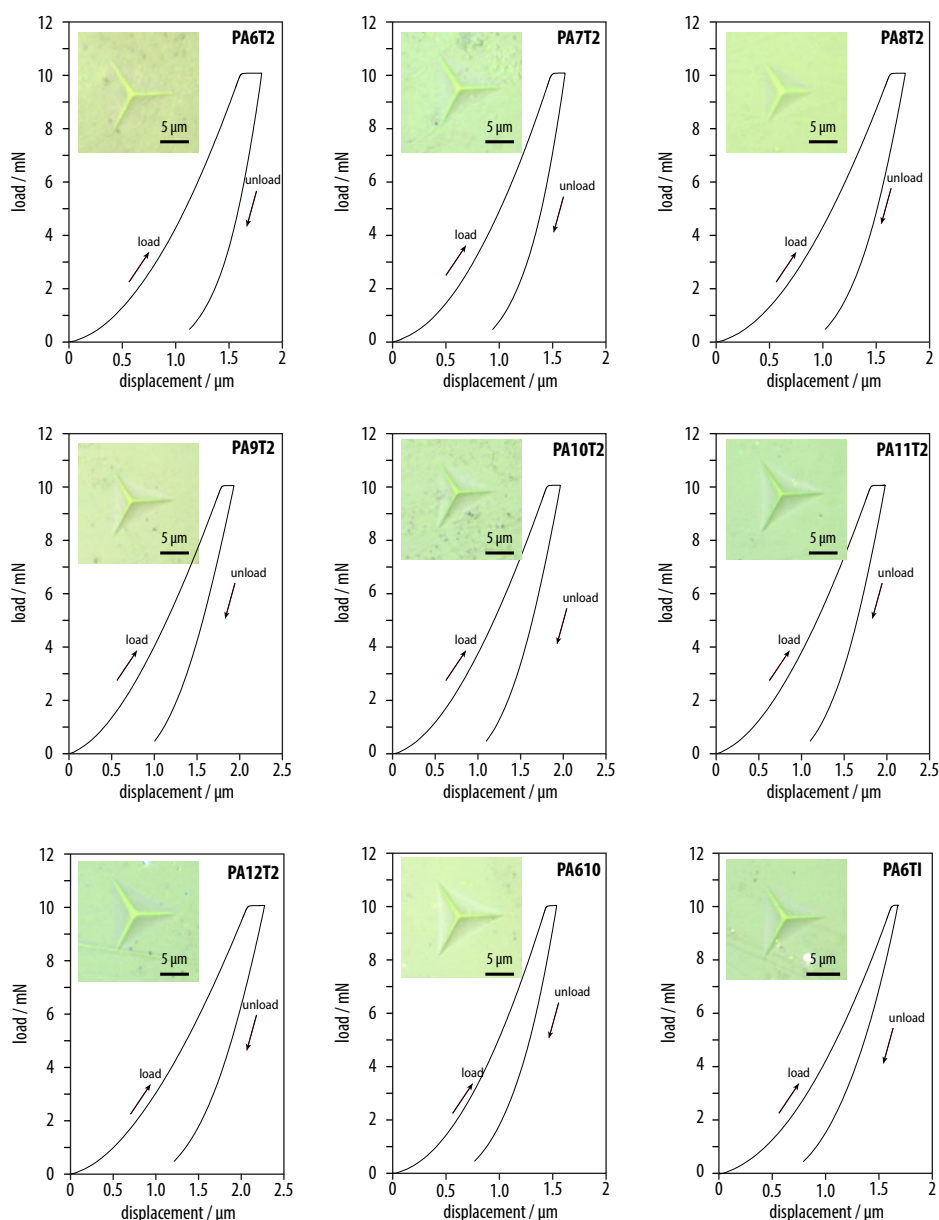 PA6T2
12
10
8
6
4
2
0
load / mN
5 µm
unload
load
0 0.5 1.0 1.5 2
displacement / µm
PA7T2
12
10
8
6
4
2
0
load / mN
5 µm
unload
load
0 0.5 1.0 1.5 2
displacement / µm
PA8T2
12
10
8
6
4
2
0
load / mN
5 µm
unload
load
0 0.5 1.0 1.5 2
displacement / µm
PA9T2
12
10
8
6
4
2
0
load / mN
5 µm
unload
load
0 0.5 1.0 1.5 2.0 2.5
displacement / µm
PA10T2
12
10
8
6
4
2
0
load / mN
5 µm
unload
load
0 0.5 1.0 1.5 2.0 2.5
displacement / µm
PA11T2
12
10
8
6
4
2
0
load / mN
5 µm
unload
load
0 0.5 1.0 1.5 2.0 2.5
displacement / µm
PA12T2
12
10
8
6
4
2
0
load / mN
5 µm
unload
load
0 0.5 1.0 1.5 2.0 2.5
displacement / µm
PA610
12
10
8
6
4
2
0
load / mN
5 µm
unload
load
0 0.5 1.0 1.5 2
displacement / µm
PA6TI
12
10
8
6
4
2
0
load / mN
5 µm
unload
load
0 0.5 1.0 1.5 2
displacement / µm